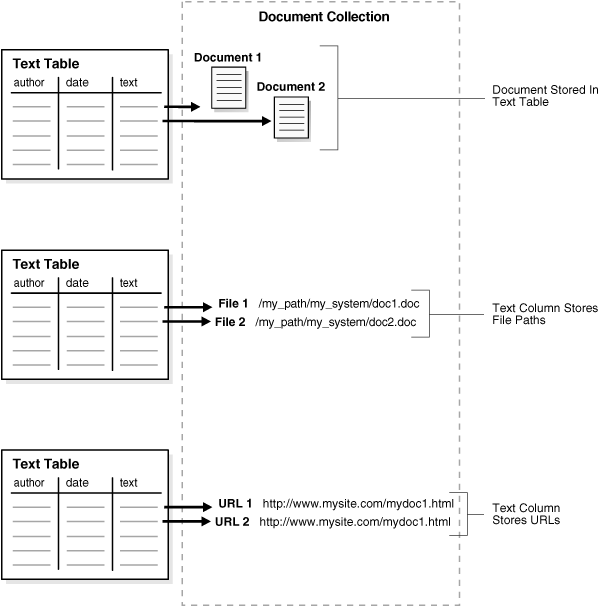 Document Collection
Text Table
author date text
Document 1
Document 2
Document Stored In
Text Table
Text Table
author date text
File 1 /my_path/my_system/doc1.doc
File 2 /my_path/my_system/doc2.doc
Text Column Stores
File Paths
Text Table
author date text
URL 1 http://www.mysite.com/mydoc1.html
URL 2 http://www.mysite.com/mydoc1.html
Text Column
Stores URLs